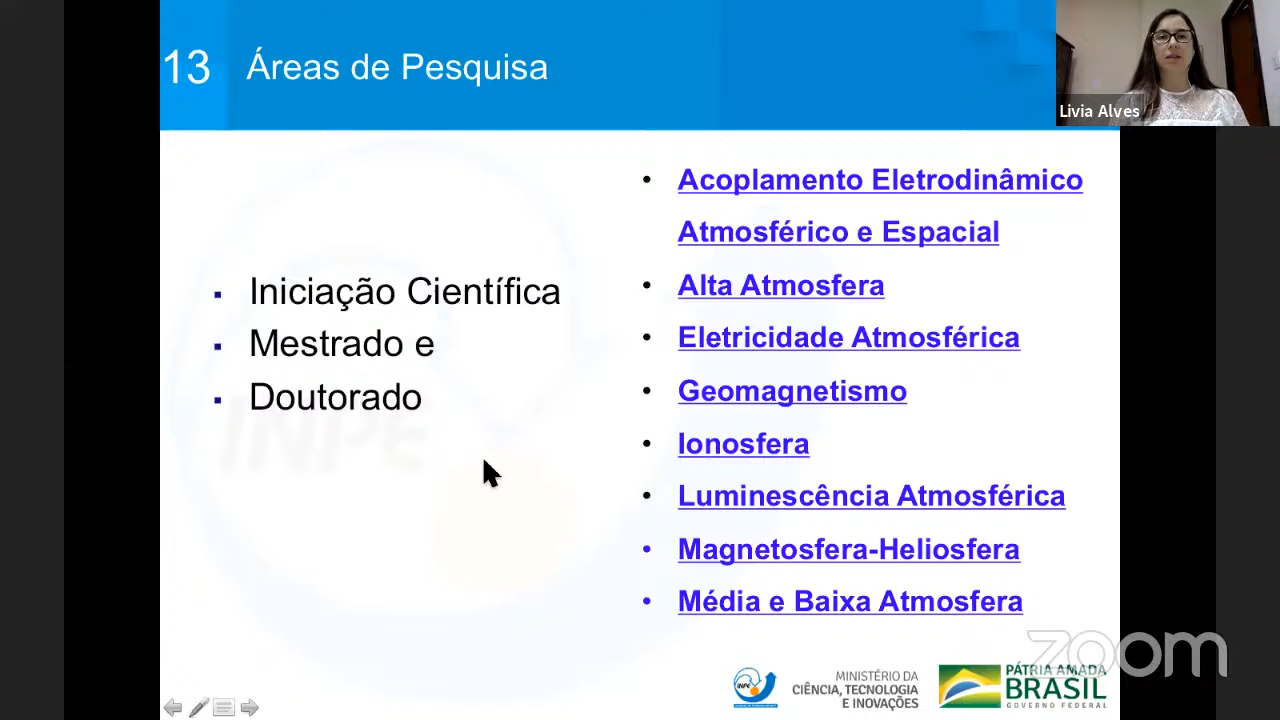 13 Áreas de Pesquisa
Livia Alves
Iniciação Científica
Mestrado e
Doutorado
INPE
Acoplamento Eletrodinâmico
Atmosférico e Espacial
Alta Atmosfera
Eletricidade Atmosférica
Geomagnetismo
Ionosfera
Luminescência Atmosférica
Magnetosfera-Heliosfera
Média e Baixa Atmosfera
zoom
INPE
MINISTÉRIO DA
CIÊNCIA, TECNOLOGIA
E INOVAÇÕES
PÁTRIA AMADA
BRASIL
GOVERNO FEDERAL